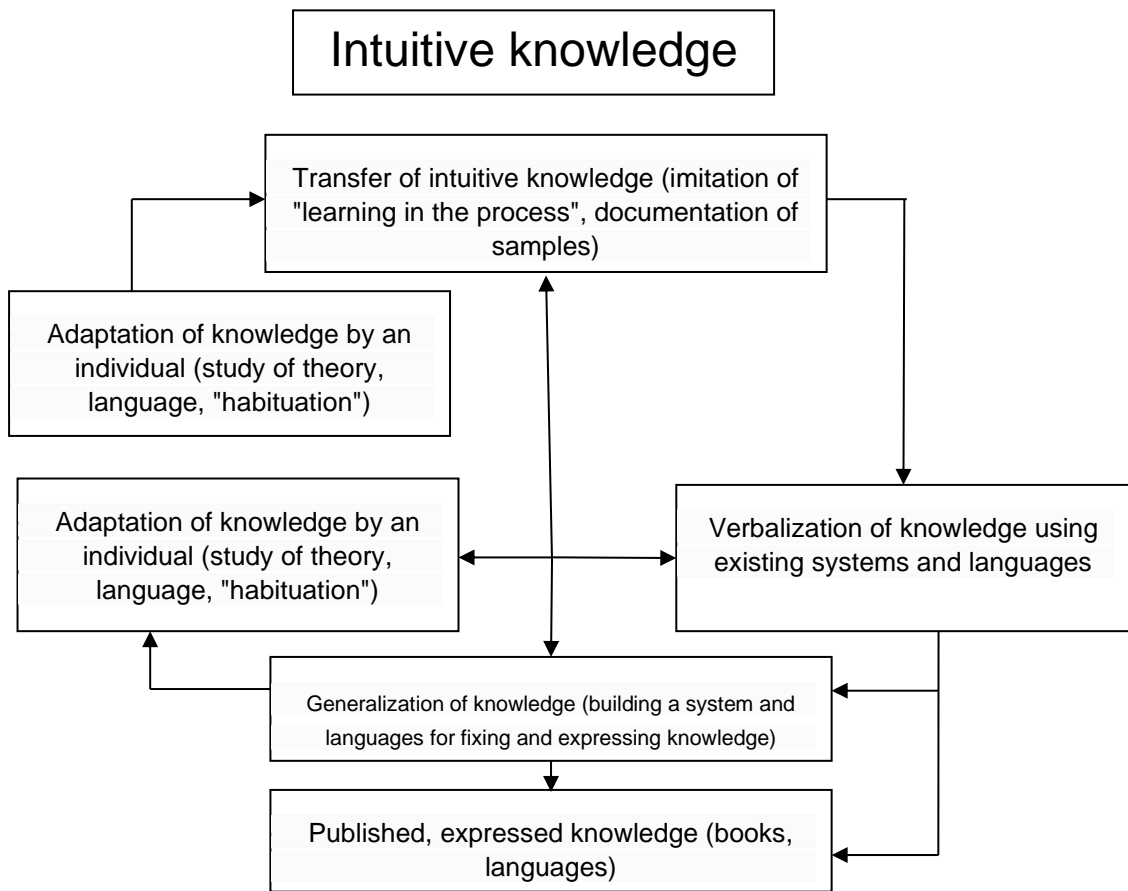 Intuitive knowledge
Transfer of intuitive knowledge (imitation of
"learning in the process", documentation of
samples)
Adaptation of knowledge by an
individual (study of theory,
language, "habituation")
Adaptation of knowledge by an
individual (study of theory,
language, "habituation")
Verbalization of knowledge using
existing systems and languages
Generalization of knowledge (building a system and
languages for fixing and expressing knowledge)
Published, expressed knowledge (books,
languages)